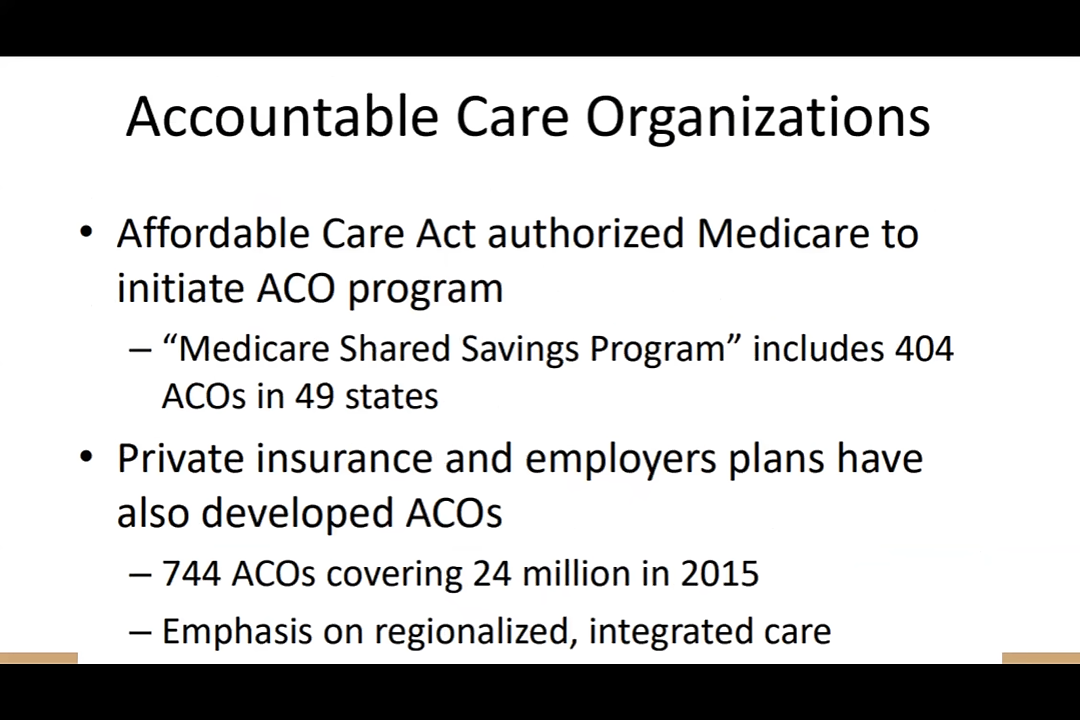 Accountable Care Organizations
• Affordable Care Act authorized Medicare to
initiate ACO program
– “Medicare Shared Savings Program” includes 404
ACOs in 49 states
• Private insurance and employers plans have
also developed ACOs
– 744 ACOs covering 24 million in 2015
– Emphasis on regionalized, integrated care